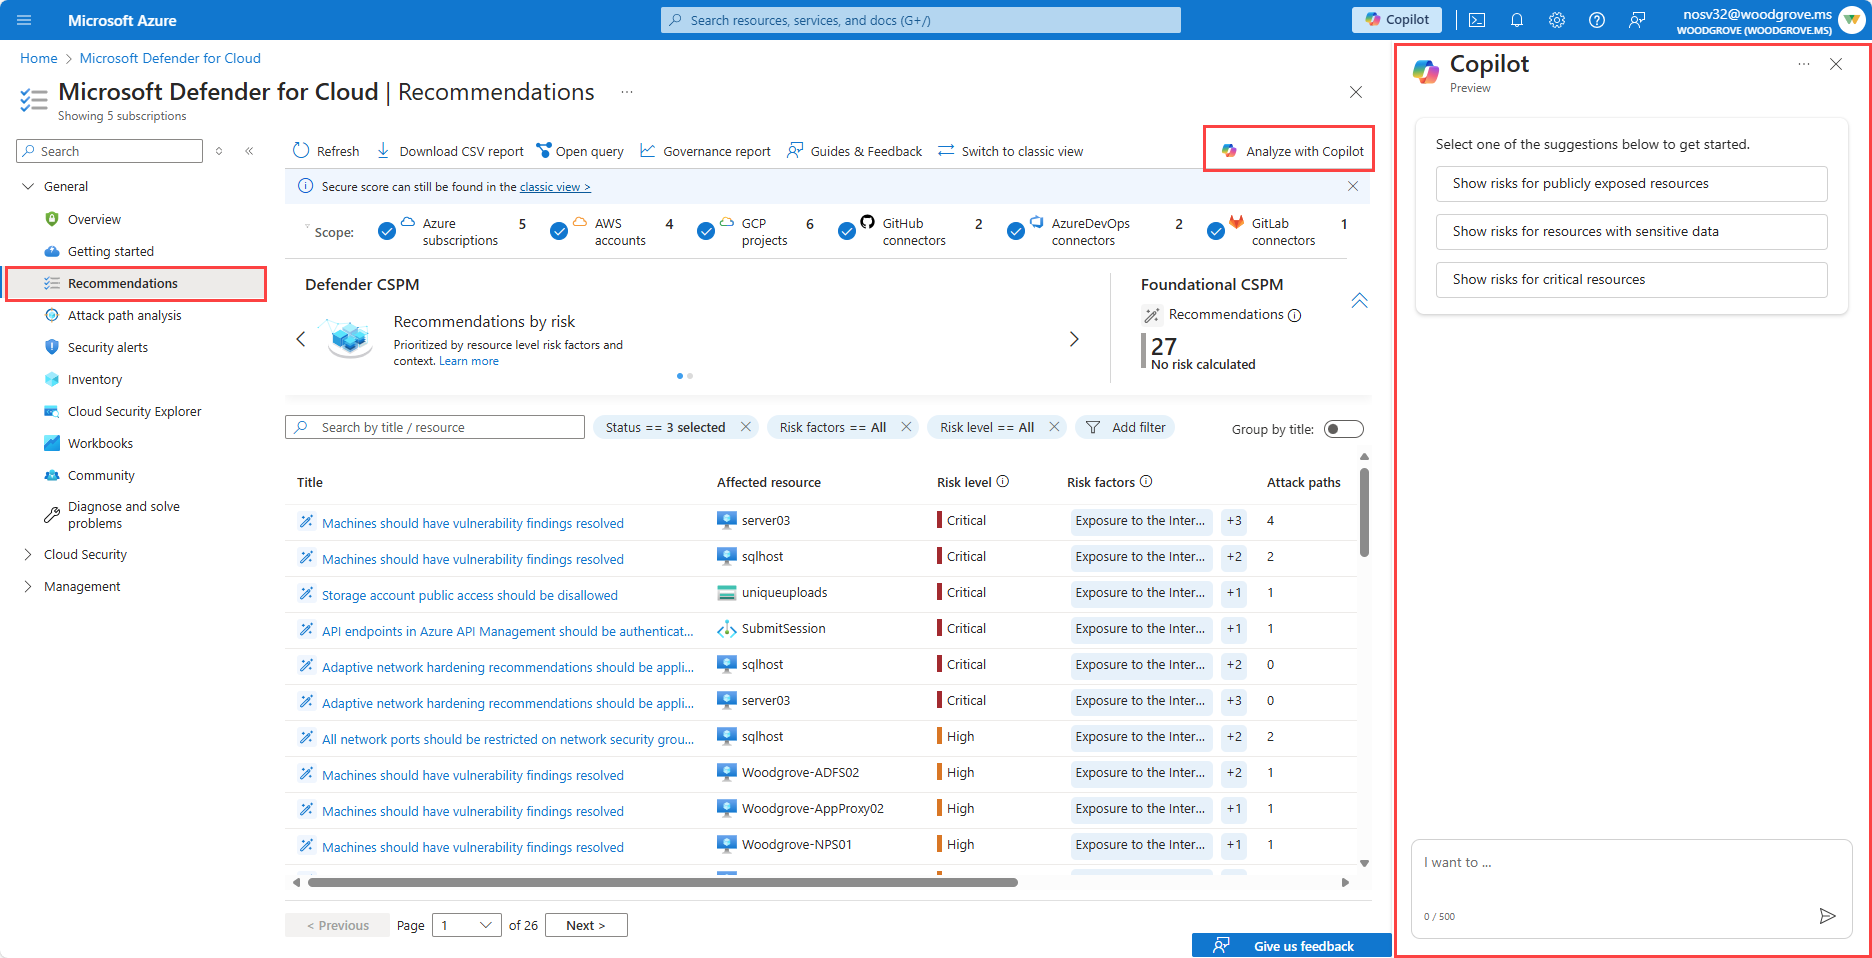 Microsoft Azure
Search resources, services, and docs (G+/)
Copilot
nosv32@woodgrove.ms
WOODGROVE (WOODGROVE.MS)
Home > Microsoft Defender for Cloud
Microsoft Defender for Cloud | Recommendations ...
Showing 5 subscriptions
Search
General
Overview
Getting started
Recommendations
Attack path analysis
Security alerts
Inventory
Cloud Security Explorer
Workbooks
Community
Diagnose and solve
problems
Cloud Security
Management
Refresh
Download CSV report
Open query
Governance report
Guides & Feedback
Switch to classic view
Analyze with Copilot
Secure score can still be found in the classic view >
Scope:
Azure
subscriptions
5
AWS
accounts
4
GCP
projects
6
GitHub
connectors
2
AzureDevOps
connectors
2
GitLab
connectors
1
Defender CSPM
Recommendations by risk
Prioritized by resource level risk factors and
context. Learn more
Foundational CSPM
Recommendations
27
No risk calculated
Search by title / resource
Status == 3 selected
Risk factors == All
Risk level == All
Add filter
Group by title:
Title Affected resource Risk level Risk factors Attack paths
Machines should have vulnerability findings resolved server03 Critical Exposure to the Inter... +3 4
Machines should have vulnerability findings resolved sqlhost Critical Exposure to the Inter... +2 2
Storage account public access should be disallowed uniqueuploads Critical Exposure to the Inter... +1 1
API endpoints in Azure API Management should be authenticat... SubmitSession Critical Exposure to the Inter... +1 1
Adaptive network hardening recommendations should be appli... sqlhost Critical Exposure to the Inter... +2 0
Adaptive network hardening recommendations should be appli... server03 Critical Exposure to the Inter... +3 0
All network ports should be restricted on network security grou... sqlhost High Exposure to the Inter... +2 2
Machines should have vulnerability findings resolved Woodgrove-ADFS02 High Exposure to the Inter... +2 1
Machines should have vulnerability findings resolved Woodgrove-AppProxy02 High Exposure to the Inter... +1 1
Machines should have vulnerability findings resolved Woodgrove-NPS01 High Exposure to the Inter... +1 1
< Previous Page 1 of 26 Next >
Give us feedback
Copilot
Preview
...
Select one of the suggestions below to get started.
Show risks for publicly exposed resources
Show risks for resources with sensitive data
Show risks for critical resources
I want to ...
0 / 500